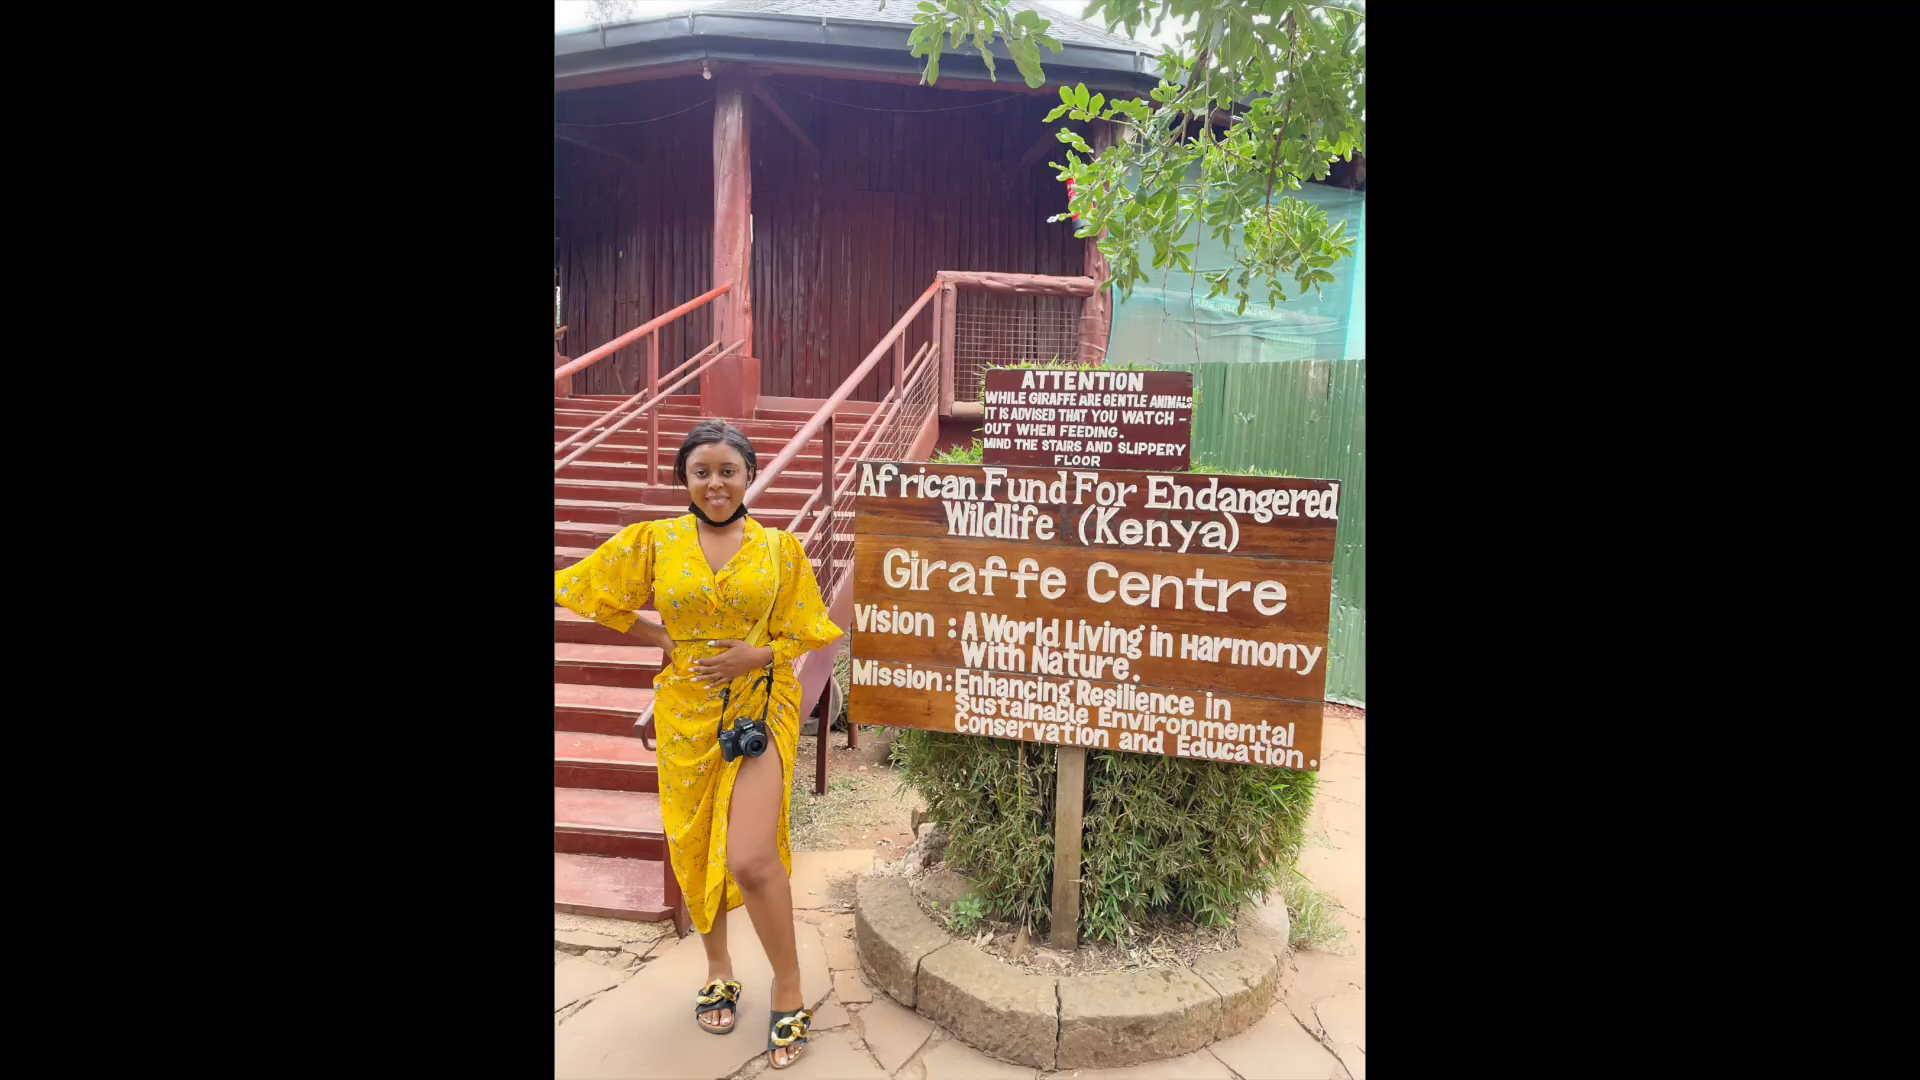 ATTENTION
WHILE GIRAFFE ARE GENTLE ANIMALS
IT IS ADVISED THAT YOU WATCH -
OUT WHEN FEEDING.
MIND THE STAIRS AND SLIPPERY
FLOOR
African Fund For Endangered
Wildlife (Kenya)
Giraffe Centre
Vision : A World Living in Harmony
With Nature.
Mission: Enhancing Resilience in
Sustainable Environmental
Conservation and Education.